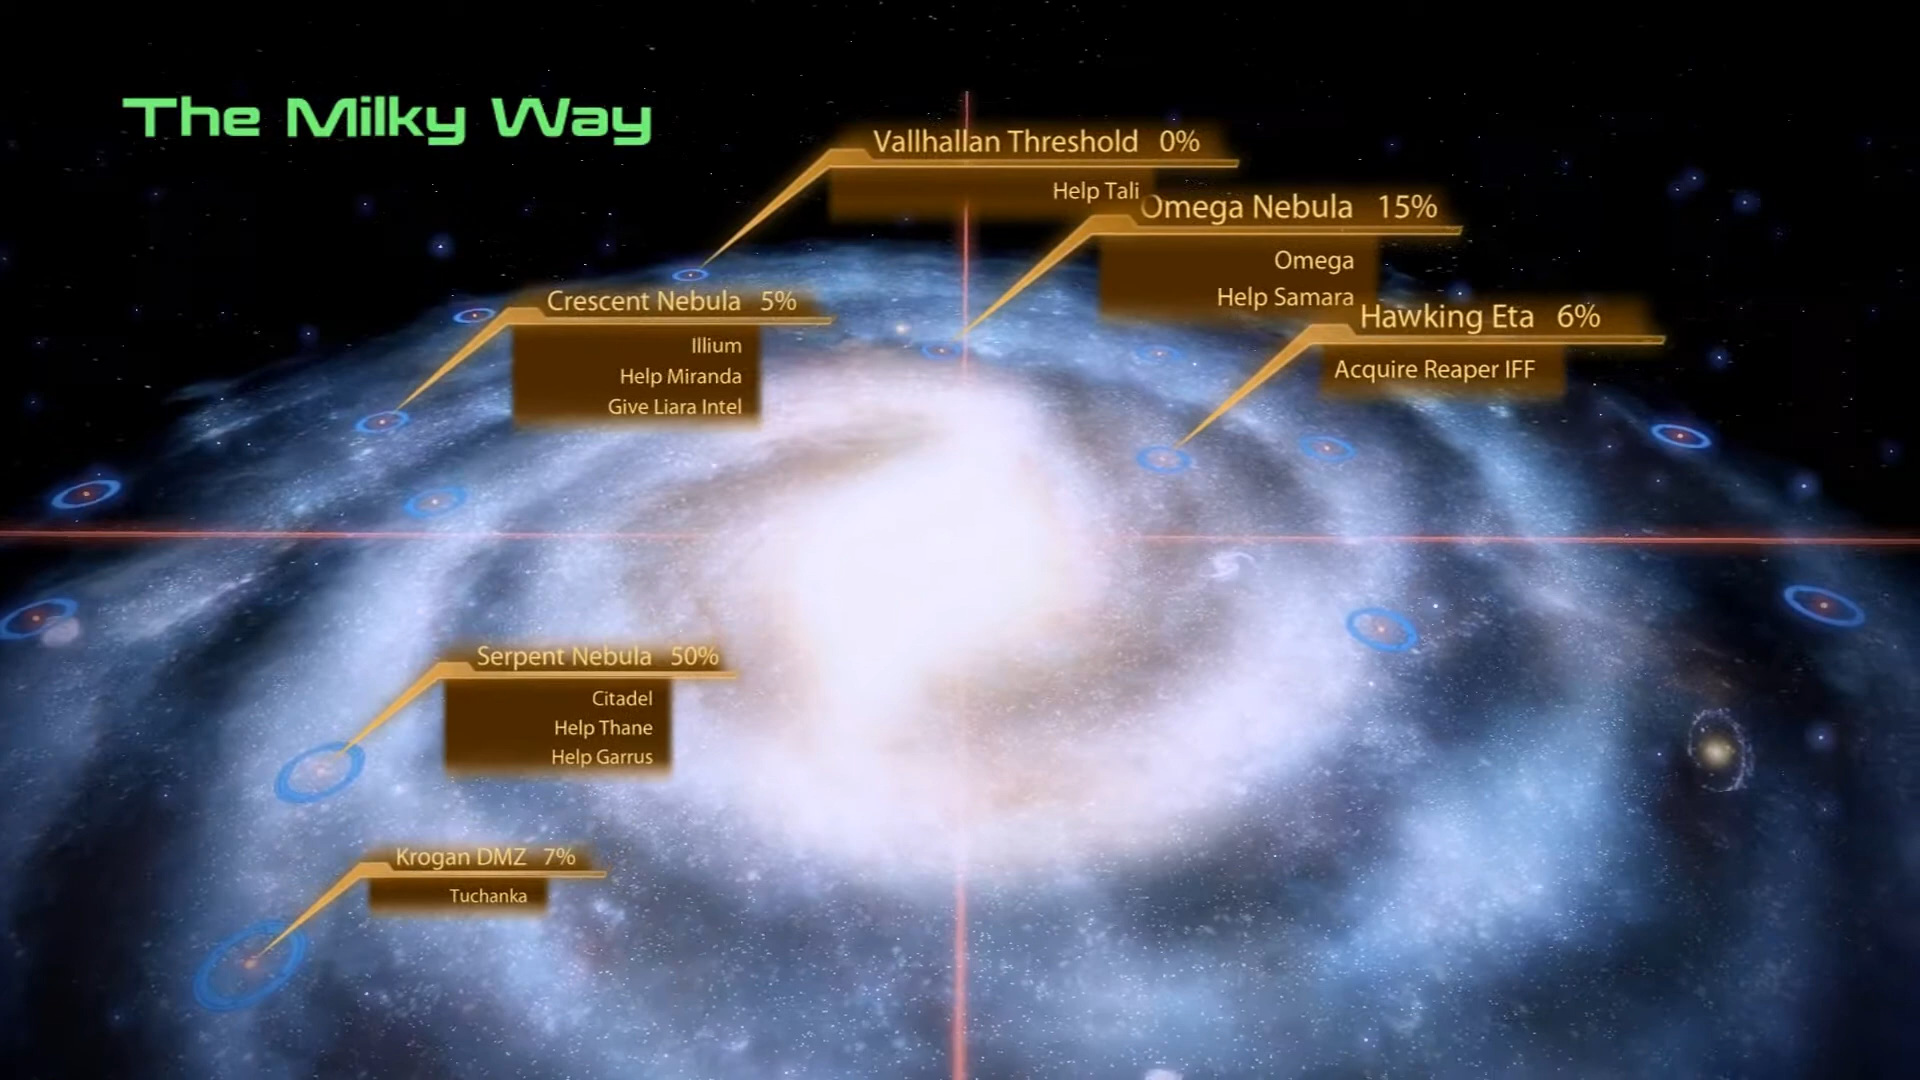 The Milky Way
Vallhallan Threshold 0%
Help Tali
Omega Nebula 15%
Omega
Help Samara
Crescent Nebula 5%
Illium
Help Miranda
Give Liara Intel
Hawking Eta 6%
Acquire Reaper IFF
Serpent Nebula 50%
Citadel
Help Thane
Help Garrus
Krogan DMZ 7%
Tuchanka